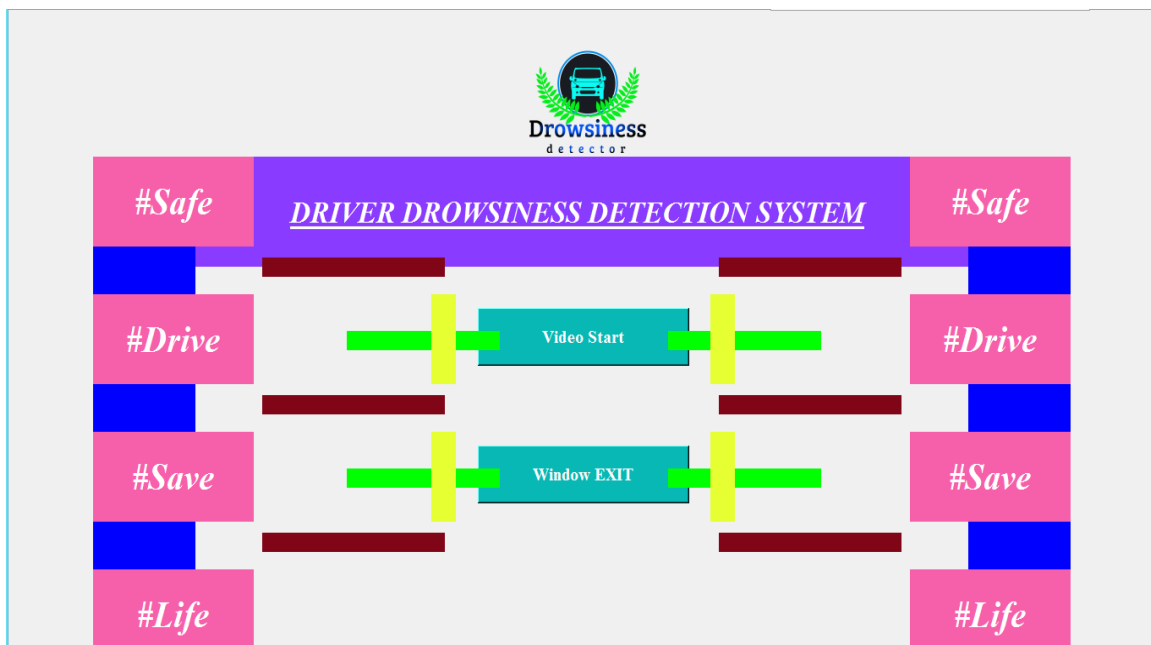 Drowsiness
detector
#Safe
DRIVER DROWSINESS DETECTION SYSTEM
#Safe
#Drive
Video Start
#Drive
#Save
Window EXIT
#Save
#Life
#Life